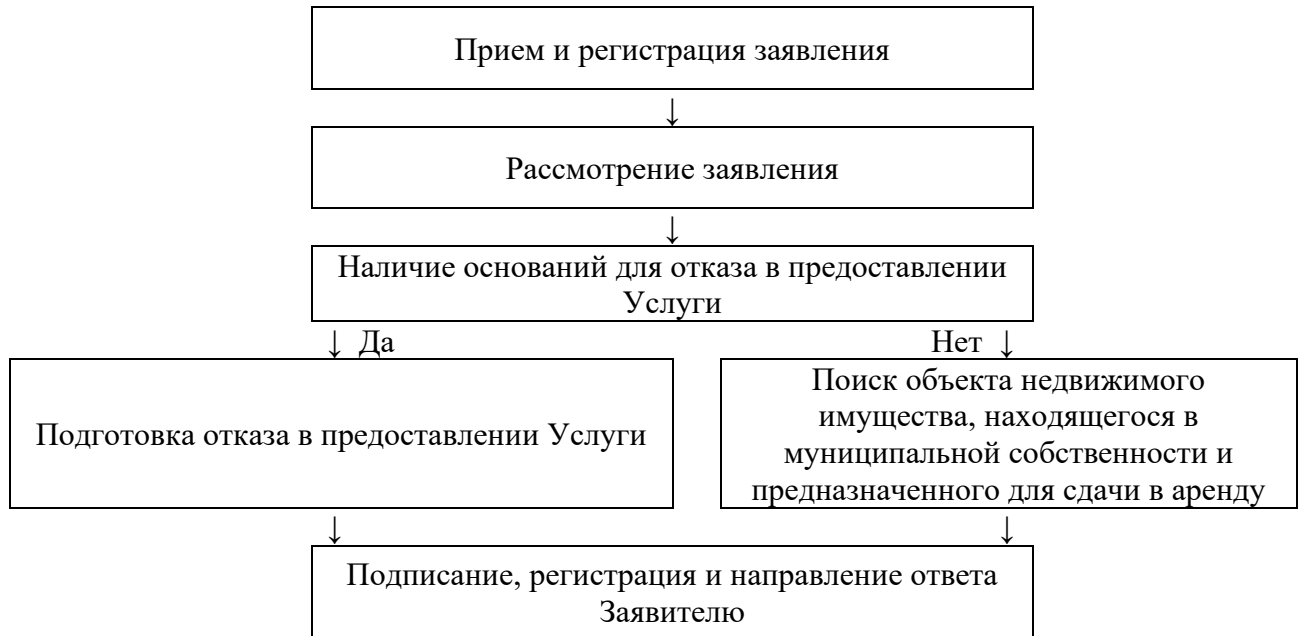 Прием и регистрация заявления
↓
Рассмотрение заявления
↓
Наличие оснований для отказа в предоставлении
Услуги
↓ Да
Нет ↓
Подготовка отказа в предоставлении Услуги
Поиск объекта недвижимого
имущества, находящегося в
муниципальной собственности и
предназначенного для сдачи в аренду
↓
↓
Подписание, регистрация и направление ответа
Заявителю